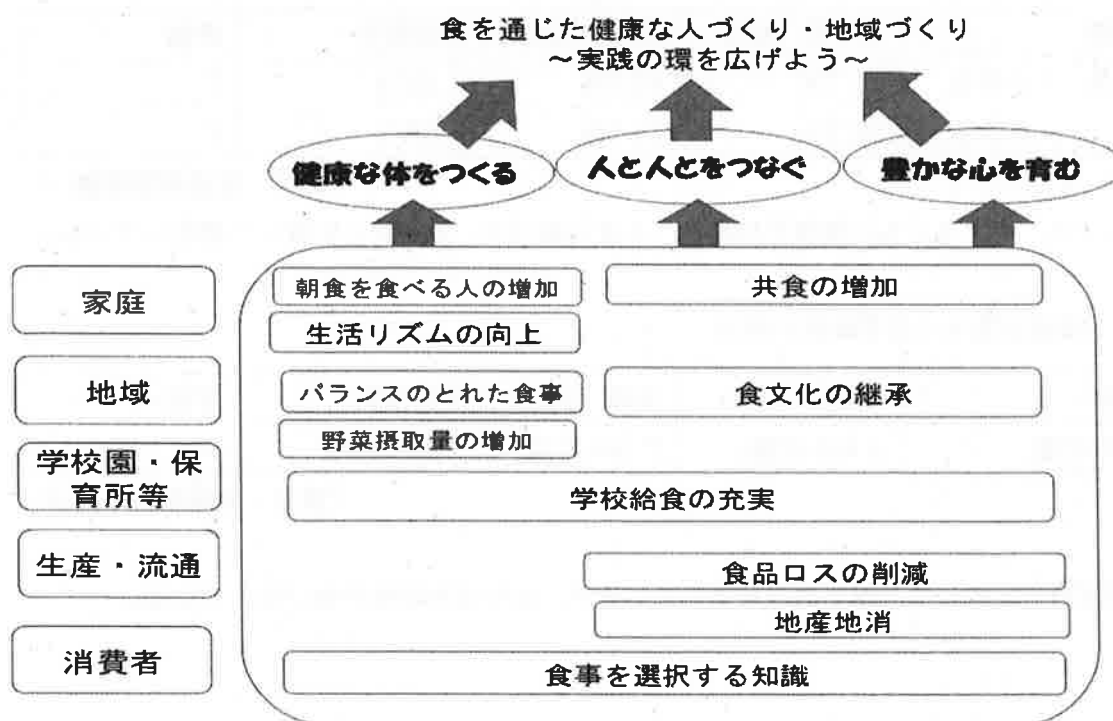 食を通じた健康な人づくり・地域づくり
～実践の環を広げよう～
健康な体をつくる
人と人とをつなぐ
豊かな心を育む
家庭
地域
学校園・保
育所等
生産・流通
消費者
朝食を食べる人の増加
共食の増加
生活リズムの向上
バランスのとれた食事
食文化の継承
野菜摂取量の増加
学校給食の充実
食品ロスの削減
地産地消
食事を選択する知識